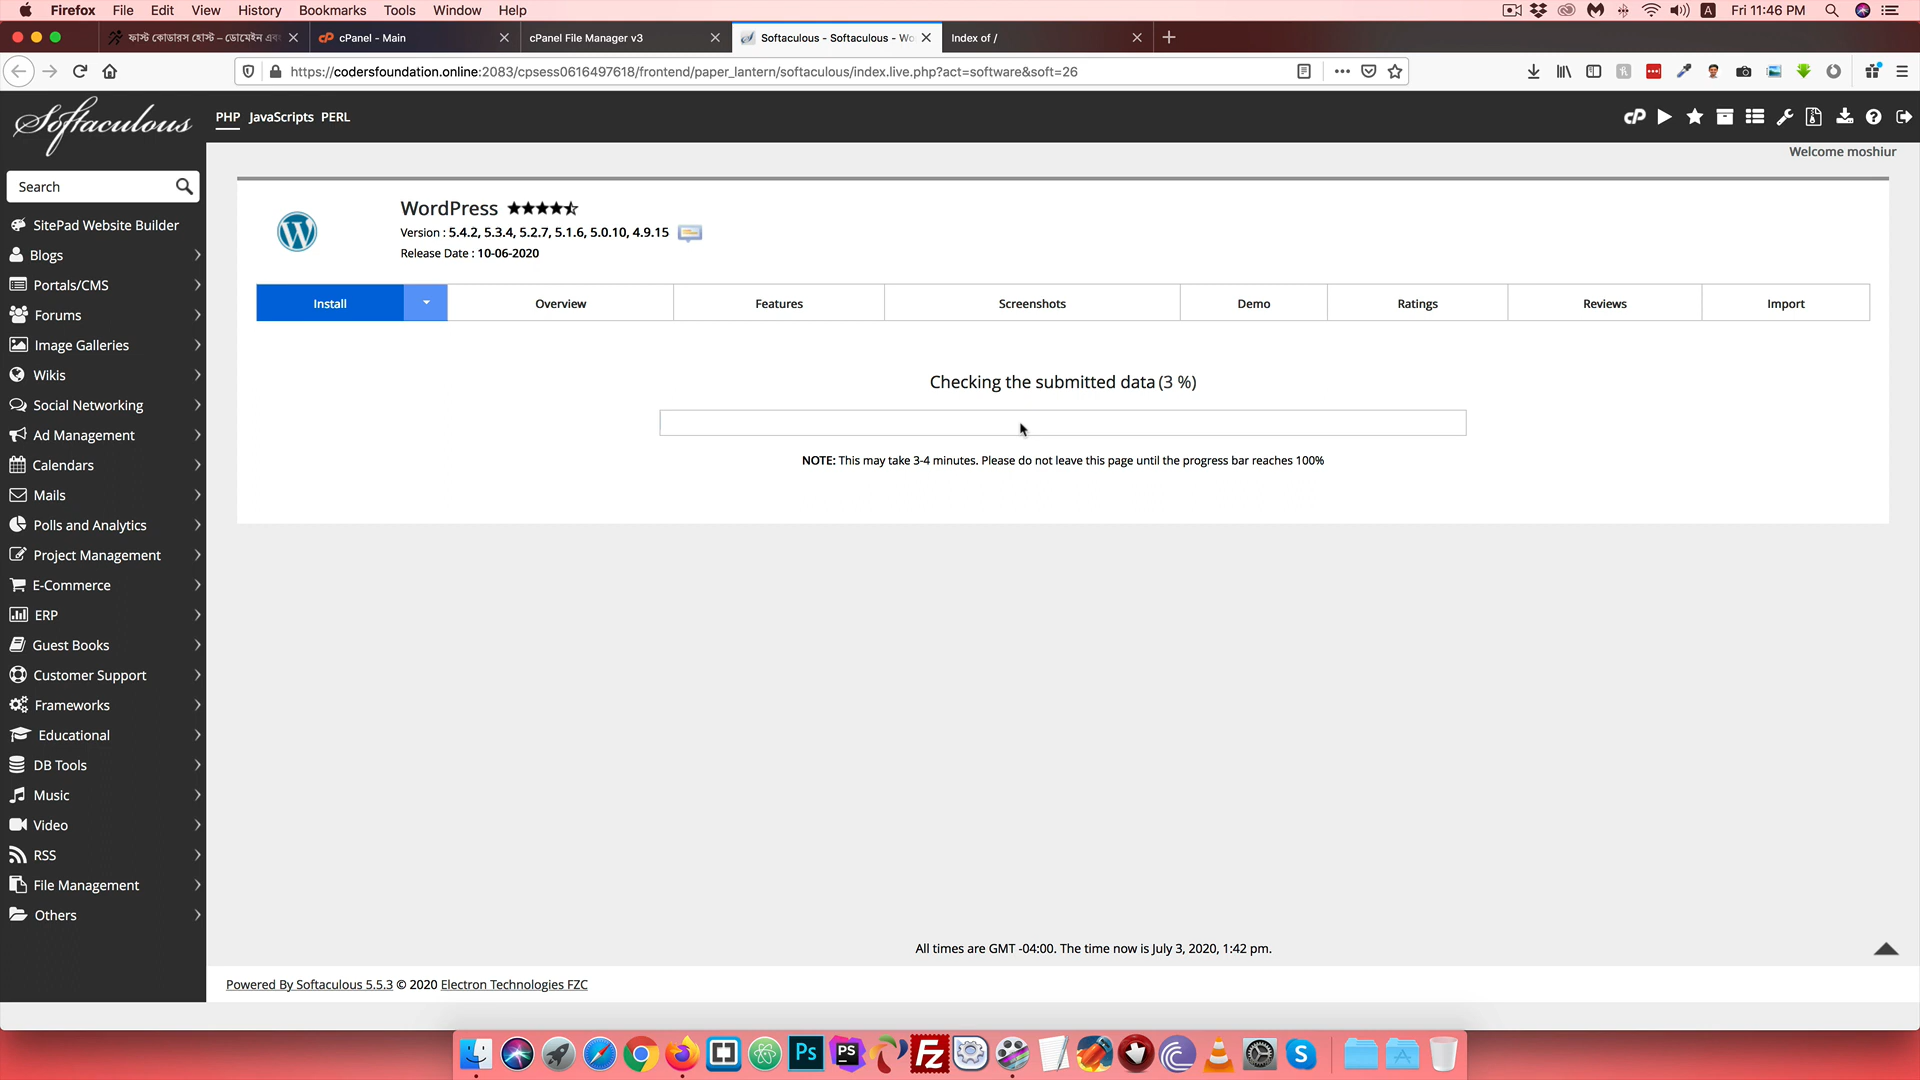 Firefox File Edit View History Bookmarks Tools Window Help Fri 11:46 PM
ফাস্ট কোডারস হোস্ট – ডোমেইন এবং cPanel - Main cPanel File Manager v3 Softaculous - Softaculous - Wo Index of /
https://codersfoundation.online:2083/cpsess0616497618/frontend/paper_lantern/softaculous/index.live.php?act=software&soft=26
Softaculous PHP JavaScripts PERL
Welcome moshiur
Search
SitePad Website Builder
Blogs
Portals/CMS
Forums
Image Galleries
Wikis
Social Networking
Ad Management
Calendars
Mails
Polls and Analytics
Project Management
E-Commerce
ERP
Guest Books
Customer Support
Frameworks
Educational
DB Tools
Music
Video
RSS
File Management
Others
WordPress
Version : 5.4.2, 5.3.4, 5.2.7, 5.1.6, 5.0.10, 4.9.15
Release Date : 10-06-2020
Install Overview Features Screenshots Demo Ratings Reviews Import
Checking the submitted data (3 %)
NOTE: This may take 3-4 minutes. Please do not leave this page until the progress bar reaches 100%
All times are GMT -04:00. The time now is July 3, 2020, 1:42 pm.
Powered By Softaculous 5.5.3 © 2020 Electron Technologies FZC